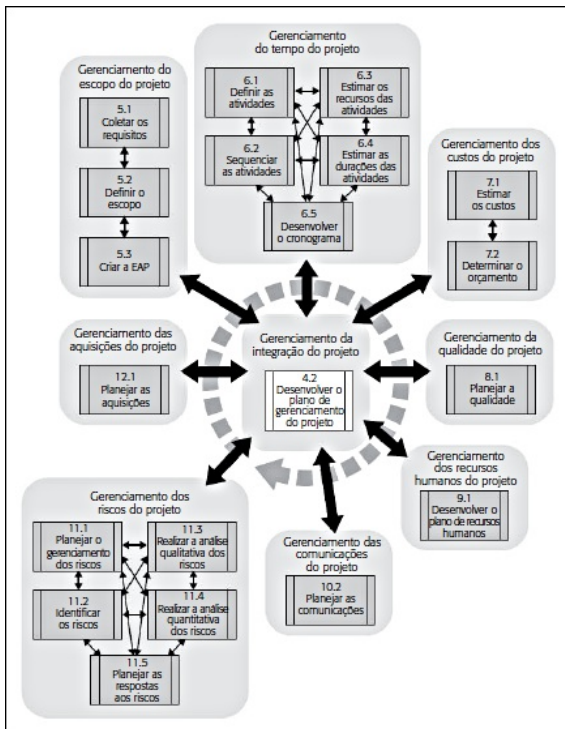 Gerenciamento
do tempo do projeto
6.1
Definir as
atividades
6.3
Estimar os
recursos das
atividades
6.2
Sequenciar
as atividades
6.4
Estimar as
durações das
atividades
6.5
Desenvolver
o cronograma
Gerenciamento do
escopo do projeto
5.1
Coletar os
requisitos
5.2
Definir o
escopo
5.3
Criar a EAP
Gerenciamento dos
custos do projeto
7.1
Estimar
os custos
7.2
Determinar o
orçamento
Gerenciamento das
aquisições do projeto
12.1
Planejar as
aquisições
Gerenciamento da
integração do projeto
4.2
Desenvolver o
plano de
gerenciamento
do projeto
Gerenciamento da
qualidade do projeto
8.1
Planejar a
qualidade
Gerenciamento
dos recursos
humanos do projeto
9.1
Desenvolver o
plano de recursos
humanos
Gerenciamento das
comunicações
do projeto
10.2
Planejar as
comunicações
Gerenciamento dos
riscos do projeto
11.1
Planejar o
gerenciamento
dos riscos
11.3
Realizar a análise
qualitativa dos
riscos
11.2
Identificar
os riscos
11.4
Realizar a análise
quantitativa
dos riscos
11.5
Planejar as
respostas
aos riscos